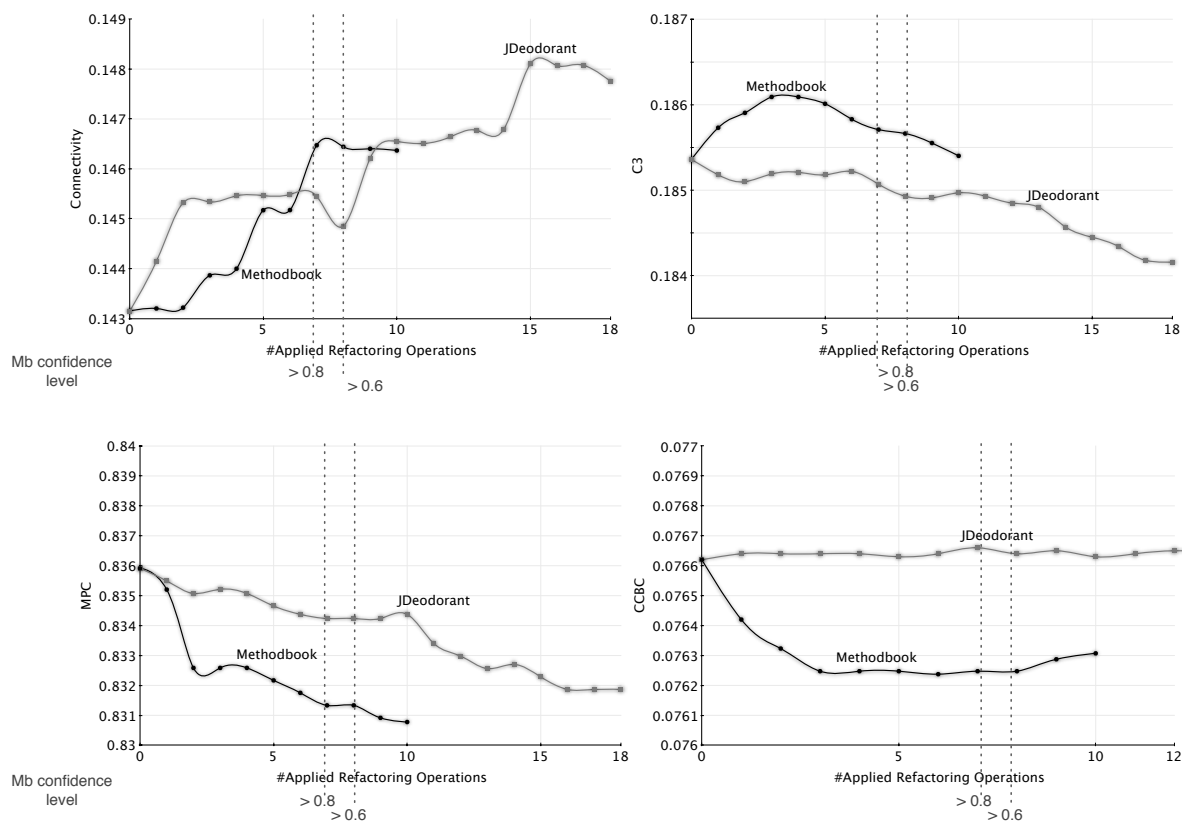 0.149
0.148
0.147
0.146
0.145
0.144
0.143
Connectivity
JDeodorant
Methodbook
0 5 10 15 18
#Applied Refactoring Operations
Mb confidence
level
> 0.8
> 0.6
0.187
0.186
0.185
0.184
C3
Methodbook
JDeodorant
0 5 10 15 18
#Applied Refactoring Operations
> 0.8
> 0.6
0.84
0.839
0.838
0.837
0.836
0.835
0.834
0.833
0.832
0.831
0.83
MPC
JDeodorant
Methodbook
0 5 10 15 18
#Applied Refactoring Operations
Mb confidence
level
> 0.8
> 0.6
0.077
0.0769
0.0768
0.0767
0.0766
0.0765
0.0764
0.0763
0.0762
0.0761
0.076
CCBC
JDeodorant
Methodbook
0 5 10 12
#Applied Refactoring Operations
> 0.8
> 0.6